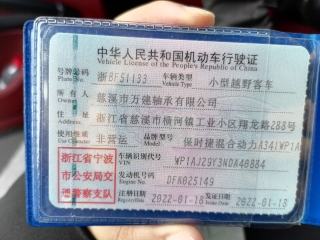 中华人民共和国机动车行驶证
Vehicle License of the People's Republic of China
号牌号码 浙BF51133 车辆类型 小型越野客车
Plate No. Vehicle Type
所有人 慈溪市万建轴承有限公司
Owner
住址 浙江省慈溪市横河镇工业小区翔龙路288号
Address
使用性质 非营运 品牌型号 保时捷混合动力A341WP1A
Use Character Model
浙江省宁波
市公安局交
通警察支队
车辆识别代号 WP1AJ29Y3NDA40884
VIN
发动机号码 DFK025149
Engine No.
注册日期 2022-01-18 发证日期 2022-01-18
Register Date Issue Date